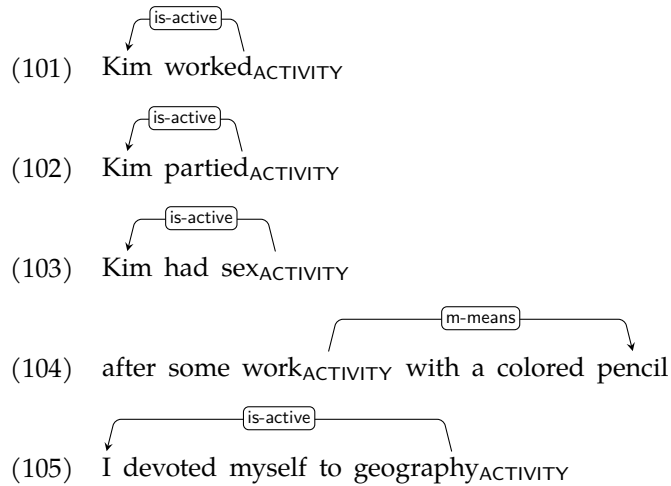 is-active
(101) Kim workedACTIVITY
is-active
(102) Kim partiedACTIVITY
is-active
(103) Kim had sexACTIVITY
m-means
(104) after some workACTIVITY with a colored pencil
is-active
(105) I devoted myself to geographyACTIVITY